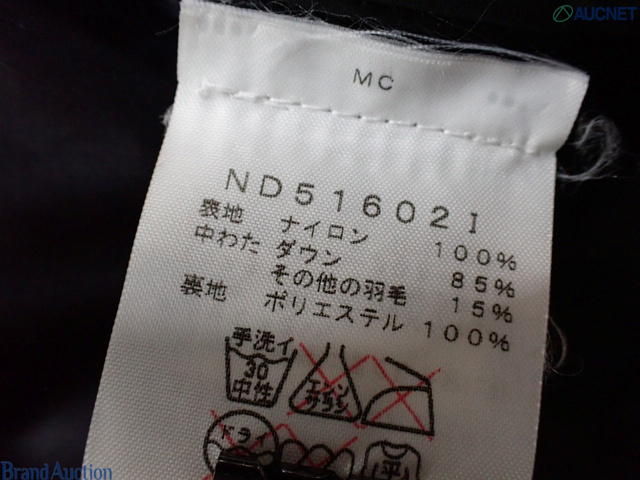 AUCNET
MC
ND51602I
表地 ナイロン 100%
中わた ダウン 85%
その他の羽毛 15%
裏地 ポリエステル 100%
手洗イ
30
中性
エンソ
サラシ
ドライ
平
Brand Auction